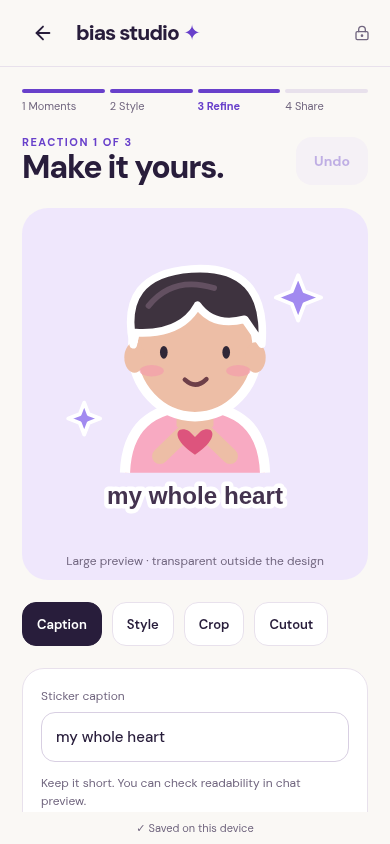 bias studio
1 Moments
2 Style
3 Refine
4 Share
REACTION 1 OF 3
Make it yours.
Undo
my whole heart
Large preview · transparent outside the design
Caption
Style
Crop
Cutout
Sticker caption
my whole heart
Keep it short. You can check readability in chat
preview.
✓ Saved on this device